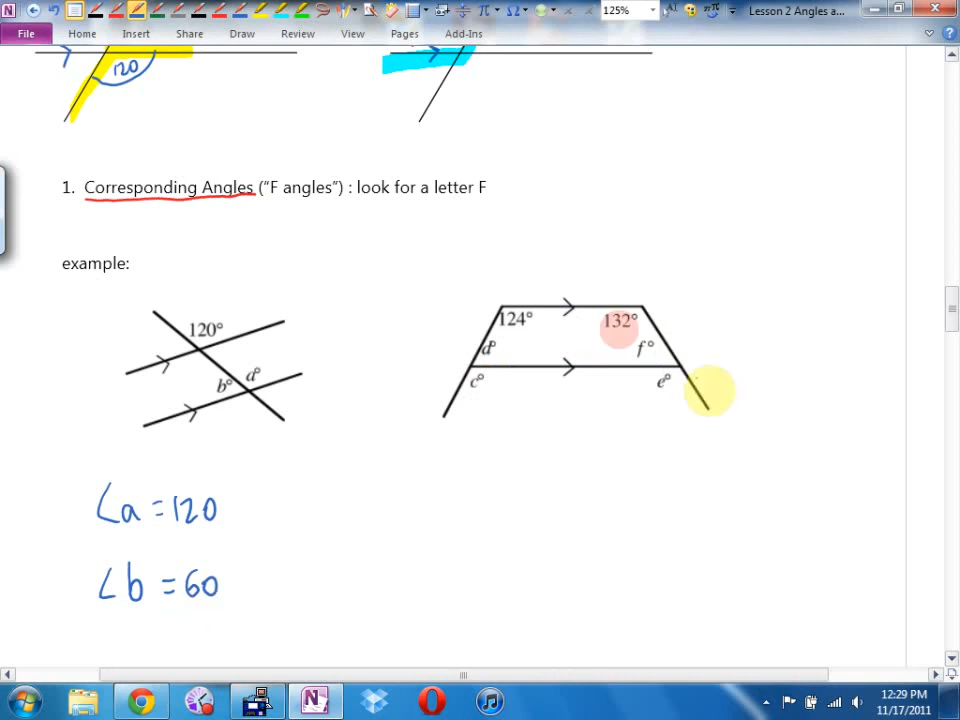 125%
Lesson 2 Angles a...
File Home Insert Share Draw Review View Pages Add-Ins
120
1. Corresponding Angles ("F angles") : look for a letter F
example:
120°
b° a°
124° 132°
d° f°
c° e°
∠a = 120
∠b = 60
12:29 PM
11/17/2011